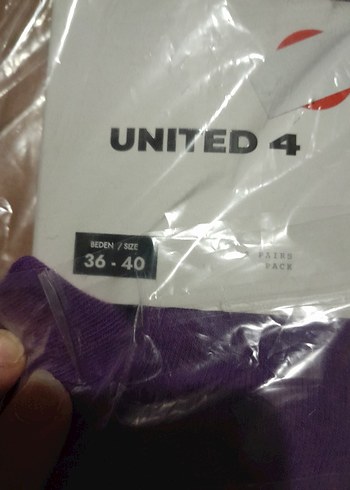 UNITED 4
BEDEN / SIZE
36 - 40
PAIRS
PACK